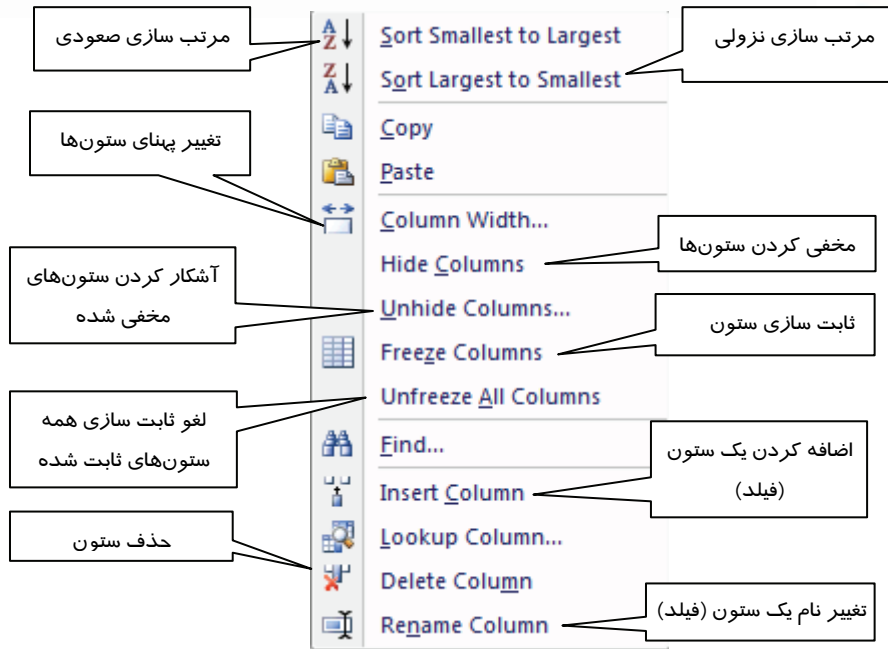 مرتب سازی صعودی
Sort Smallest to Largest
مرتب سازی نزولی
Sort Largest to Smallest
Copy
تغییر پهنای ستون‌ها
Paste
Column Width...
مخفی کردن ستون‌ها
Hide Columns
آشکار کردن ستون‌های
مخفی شده
Unhide Columns...
ثابت سازی ستون
Freeze Columns
Unfreeze All Columns
لغو ثابت سازی همه
ستون‌های ثابت شده
Find...
اضافه کردن یک ستون
(فیلد)
Insert Column
Lookup Column...
حذف ستون
Delete Column
Rename Column
تغییر نام یک ستون (فیلد)